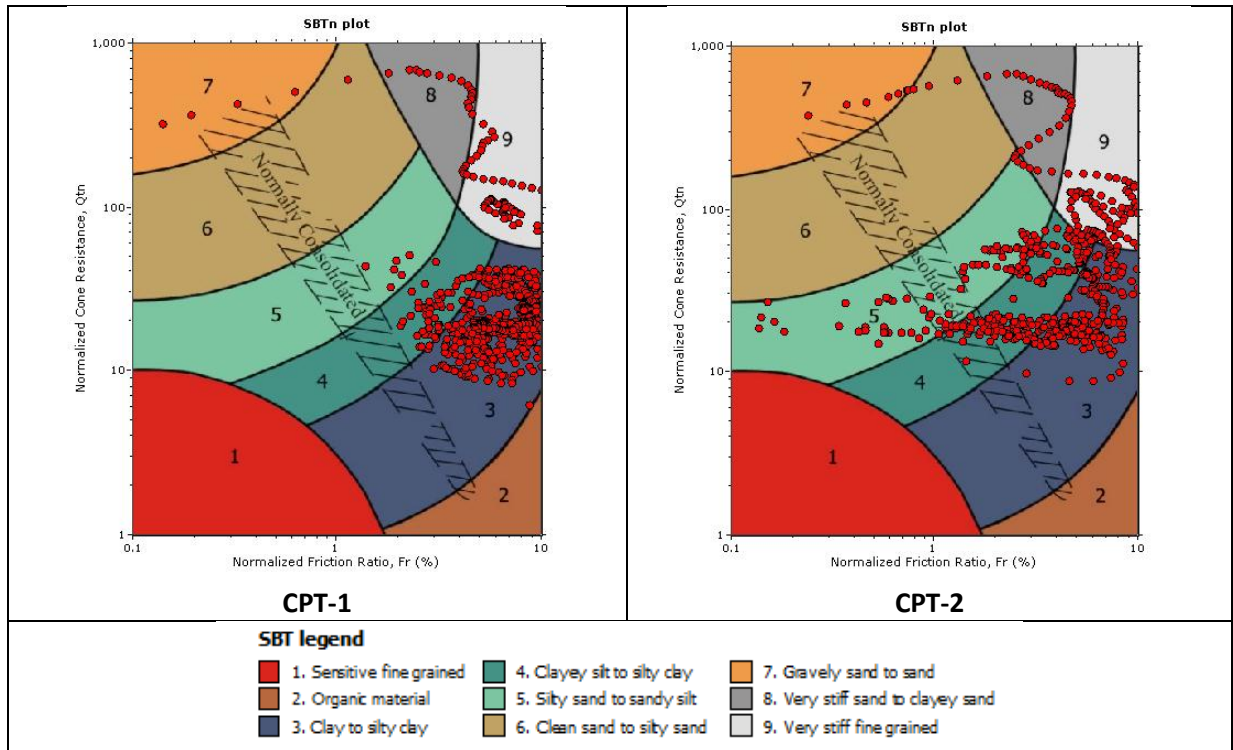 SBTn plot
1,000
100
10
1
0.1
1
10
Normalized Cone Resistance, Qtn
Normalized Friction Ratio, Fr (%)
7
8
9
6
5
4
3
1
2
Normally Consolidated
CPT-1
SBTn plot
1,000
100
10
1
0.1
1
10
Normalized Cone Resistance, Qtn
Normalized Friction Ratio, Fr (%)
7
8
9
6
5
4
3
1
2
Normally Consolidated
CPT-2
SBT legend
1. Sensitive fine grained
2. Organic material
3. Clay to silty clay
4. Clayey silt to silty clay
5. Silty sand to sandy silt
6. Clean sand to silty sand
7. Gravely sand to sand
8. Very stiff sand to clayey sand
9. Very stiff fine grained